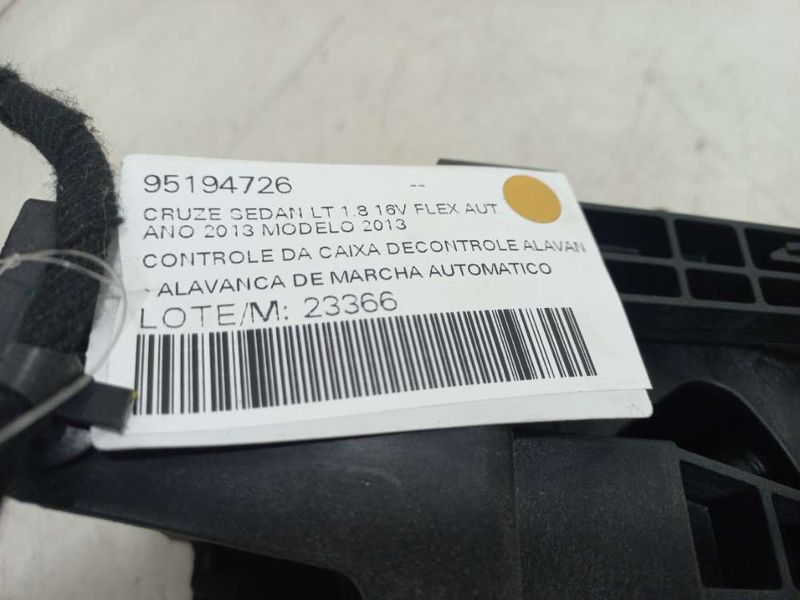 95194726 --
CRUZE SEDAN LT 1.8 16V FLEX AUT.
ANO 2013 MODELO 2013
CONTROLE DA CAIXA DECONTROLE ALAVAN
- ALAVANCA DE MARCHA AUTOMATICO
LOTE/M: 23366